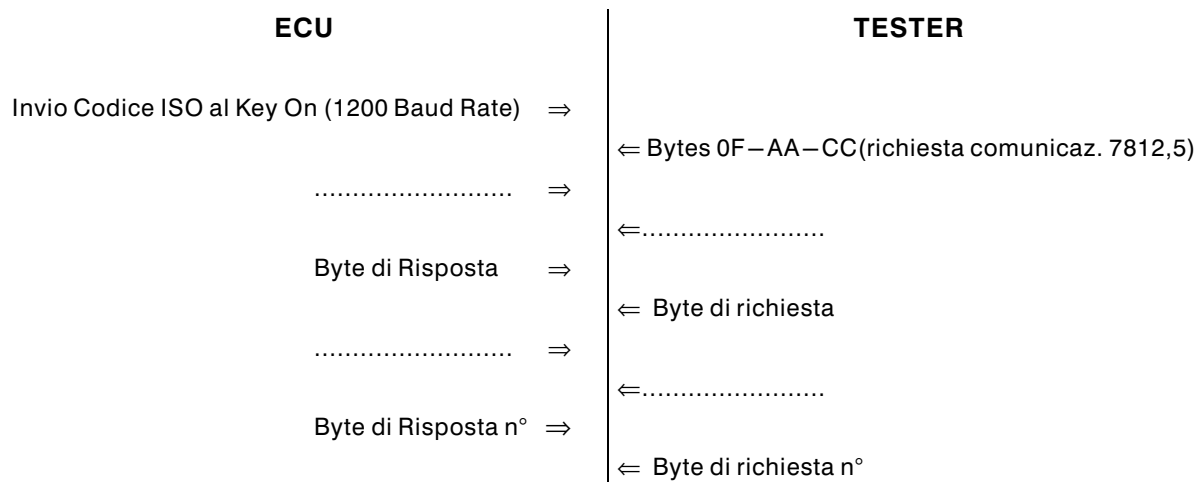 ECU TESTER
Invio Codice ISO al Key On (1200 Baud Rate) ⇒
⇐ Bytes 0F–AA–CC(richiesta comunicaz. 7812,5)
.......................... ⇒
⇐........................
Byte di Risposta ⇒
⇐ Byte di richiesta
.......................... ⇒
⇐........................
Byte di Risposta n° ⇒
⇐ Byte di richiesta n°